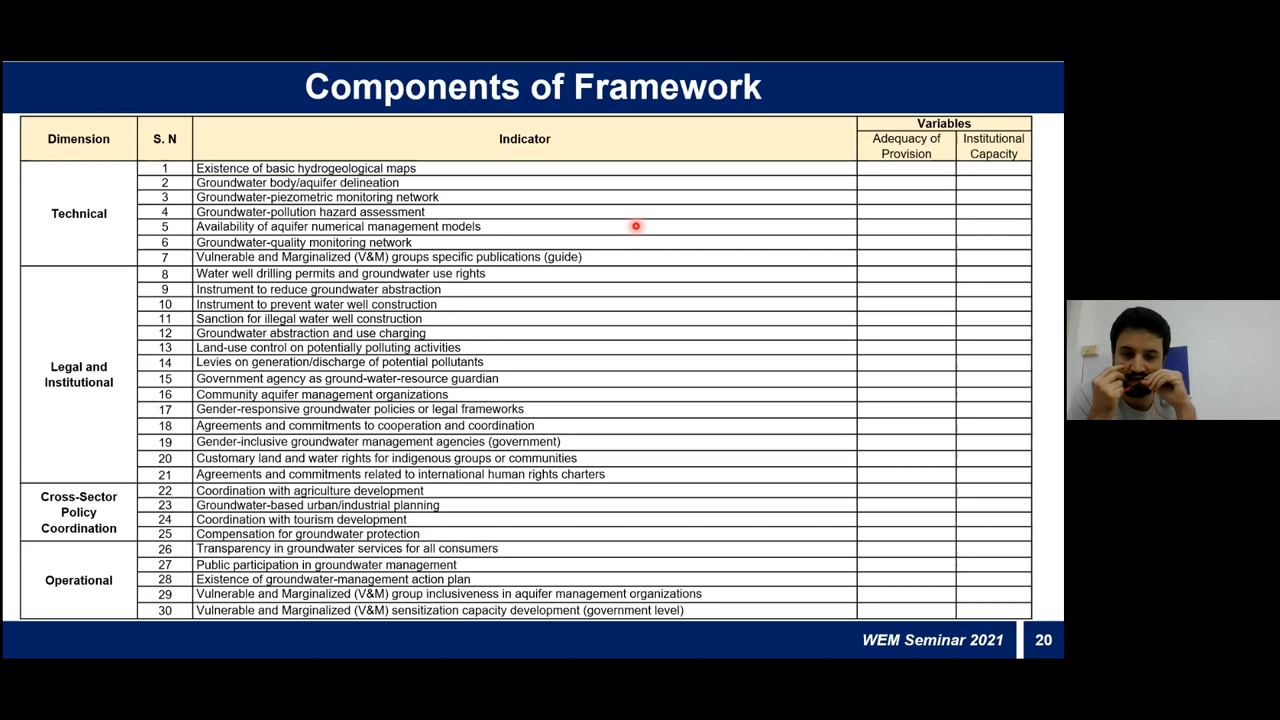 Components of Framework
Dimension S. N Indicator Variables
Adequacy of Provision Institutional Capacity
Technical
1 Existence of basic hydrogeological maps
2 Groundwater body/aquifer delineation
3 Groundwater-piezometric monitoring network
4 Groundwater-pollution hazard assessment
5 Availability of aquifer numerical management models
6 Groundwater-quality monitoring network
7 Vulnerable and Marginalized (V&M) groups specific publications (guide)
Legal and Institutional
8 Water well drilling permits and groundwater use rights
9 Instrument to reduce groundwater abstraction
10 Instrument to prevent water well construction
11 Sanction for illegal water well construction
12 Groundwater abstraction and use charging
13 Land-use control on potentially polluting activities
14 Levies on generation/discharge of potential pollutants
15 Government agency as ground-water-resource guardian
16 Community aquifer management organizations
17 Gender-responsive groundwater policies or legal frameworks
18 Agreements and commitments to cooperation and coordination
19 Gender-inclusive groundwater management agencies (government)
20 Customary land and water rights for indigenous groups or communities
21 Agreements and commitments related to international human rights charters
Cross-Sector Policy Coordination
22 Coordination with agriculture development
23 Groundwater-based urban/industrial planning
24 Coordination with tourism development
25 Compensation for groundwater protection
Operational
26 Transparency in groundwater services for all consumers
27 Public participation in groundwater management
28 Existence of groundwater-management action plan
29 Vulnerable and Marginalized (V&M) group inclusiveness in aquifer management organizations
30 Vulnerable and Marginalized (V&M) sensitization capacity development (government level)
WEM Seminar 2021 20